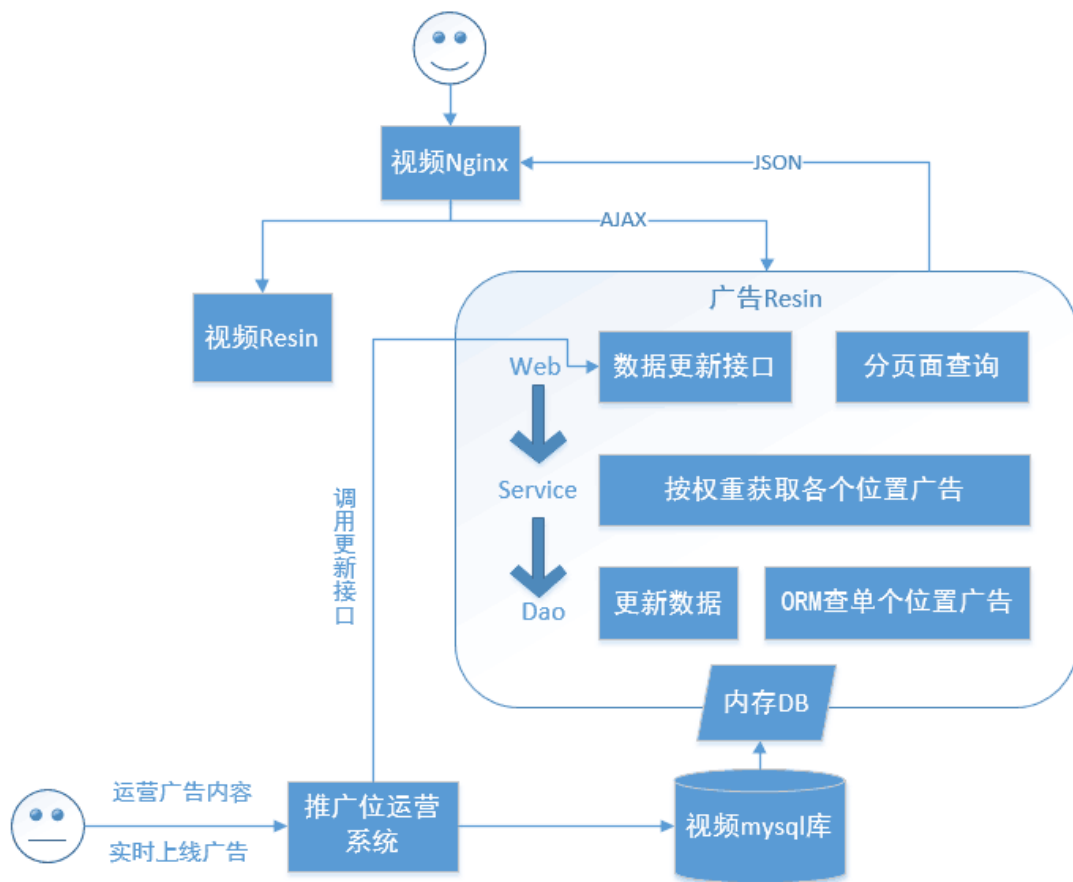 视频Nginx
JSON
AJAX
视频Resin
广告Resin
Web
数据更新接口
分页面查询
Service
按权重获取各个位置广告
调用更新接口
Dao
更新数据
ORM查单个位置广告
内存DB
运营广告内容
实时上线广告
推广位运营
系统
视频mysql库